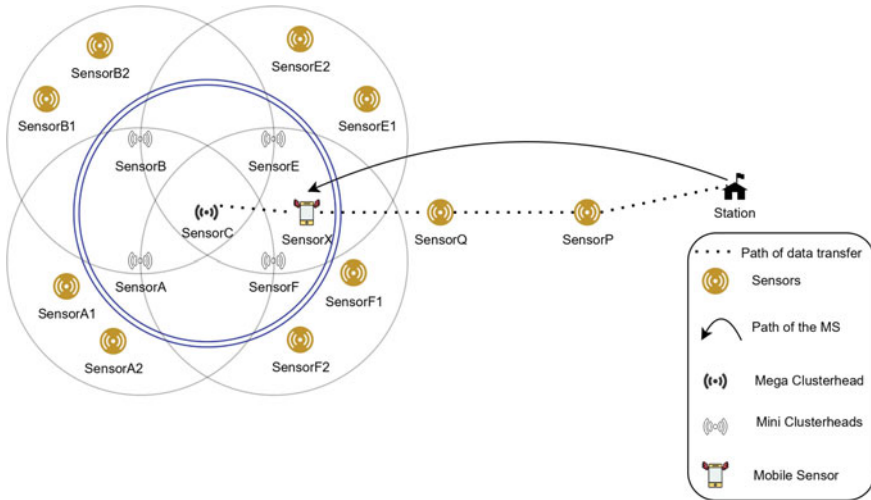 SensorB2
SensorE2
SensorB1
SensorE1
SensorB
SensorE
SensorC
SensorX
SensorQ
SensorP
Station
SensorA
SensorF
SensorA1
SensorF1
SensorA2
SensorF2
Path of data transfer
Sensors
Path of the MS
Mega Clusterhead
Mini Clusterheads
Mobile Sensor